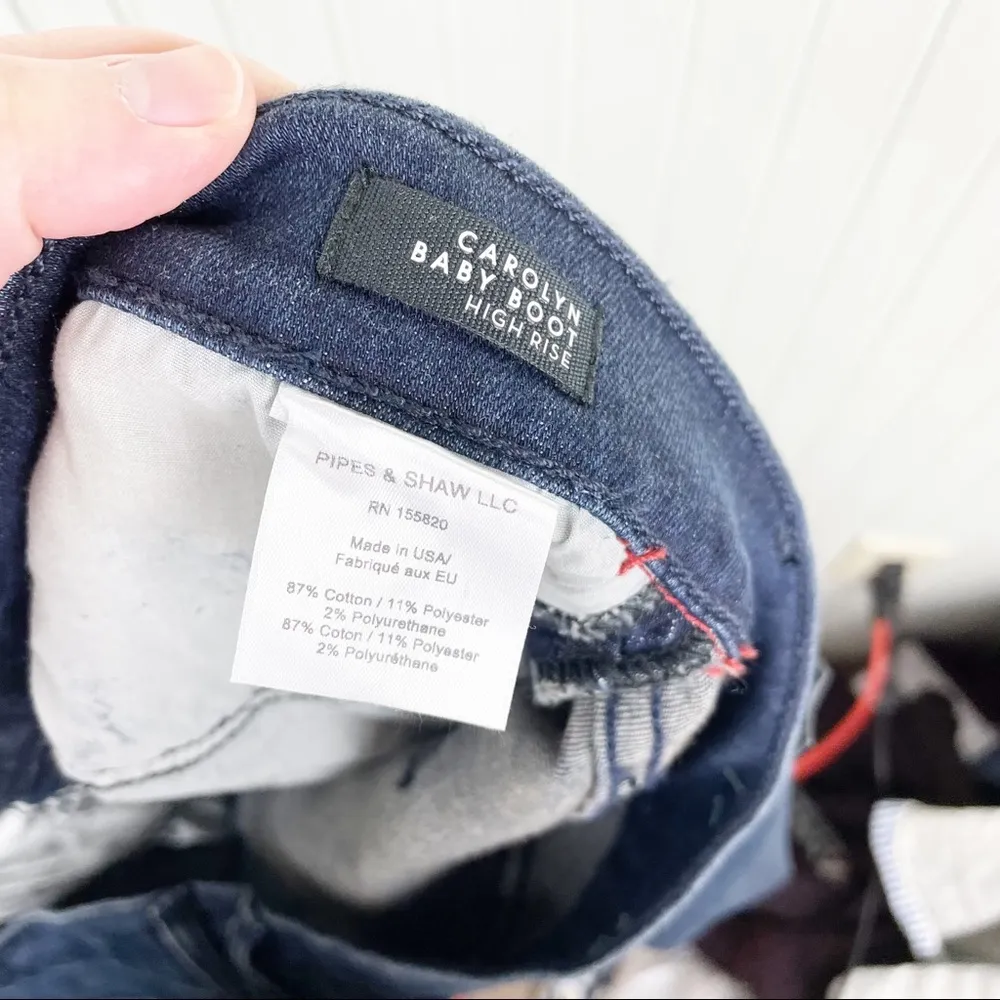 CAROLYN
BABY BOOT
HIGH RISE
PIPES & SHAW LLC
RN 155820
Made in USA/
Fabriqué aux EU
87% Cotton / 11% Polyester
2% Polyurethane
87% Coton / 11% Polyester
2% Polyuréthane